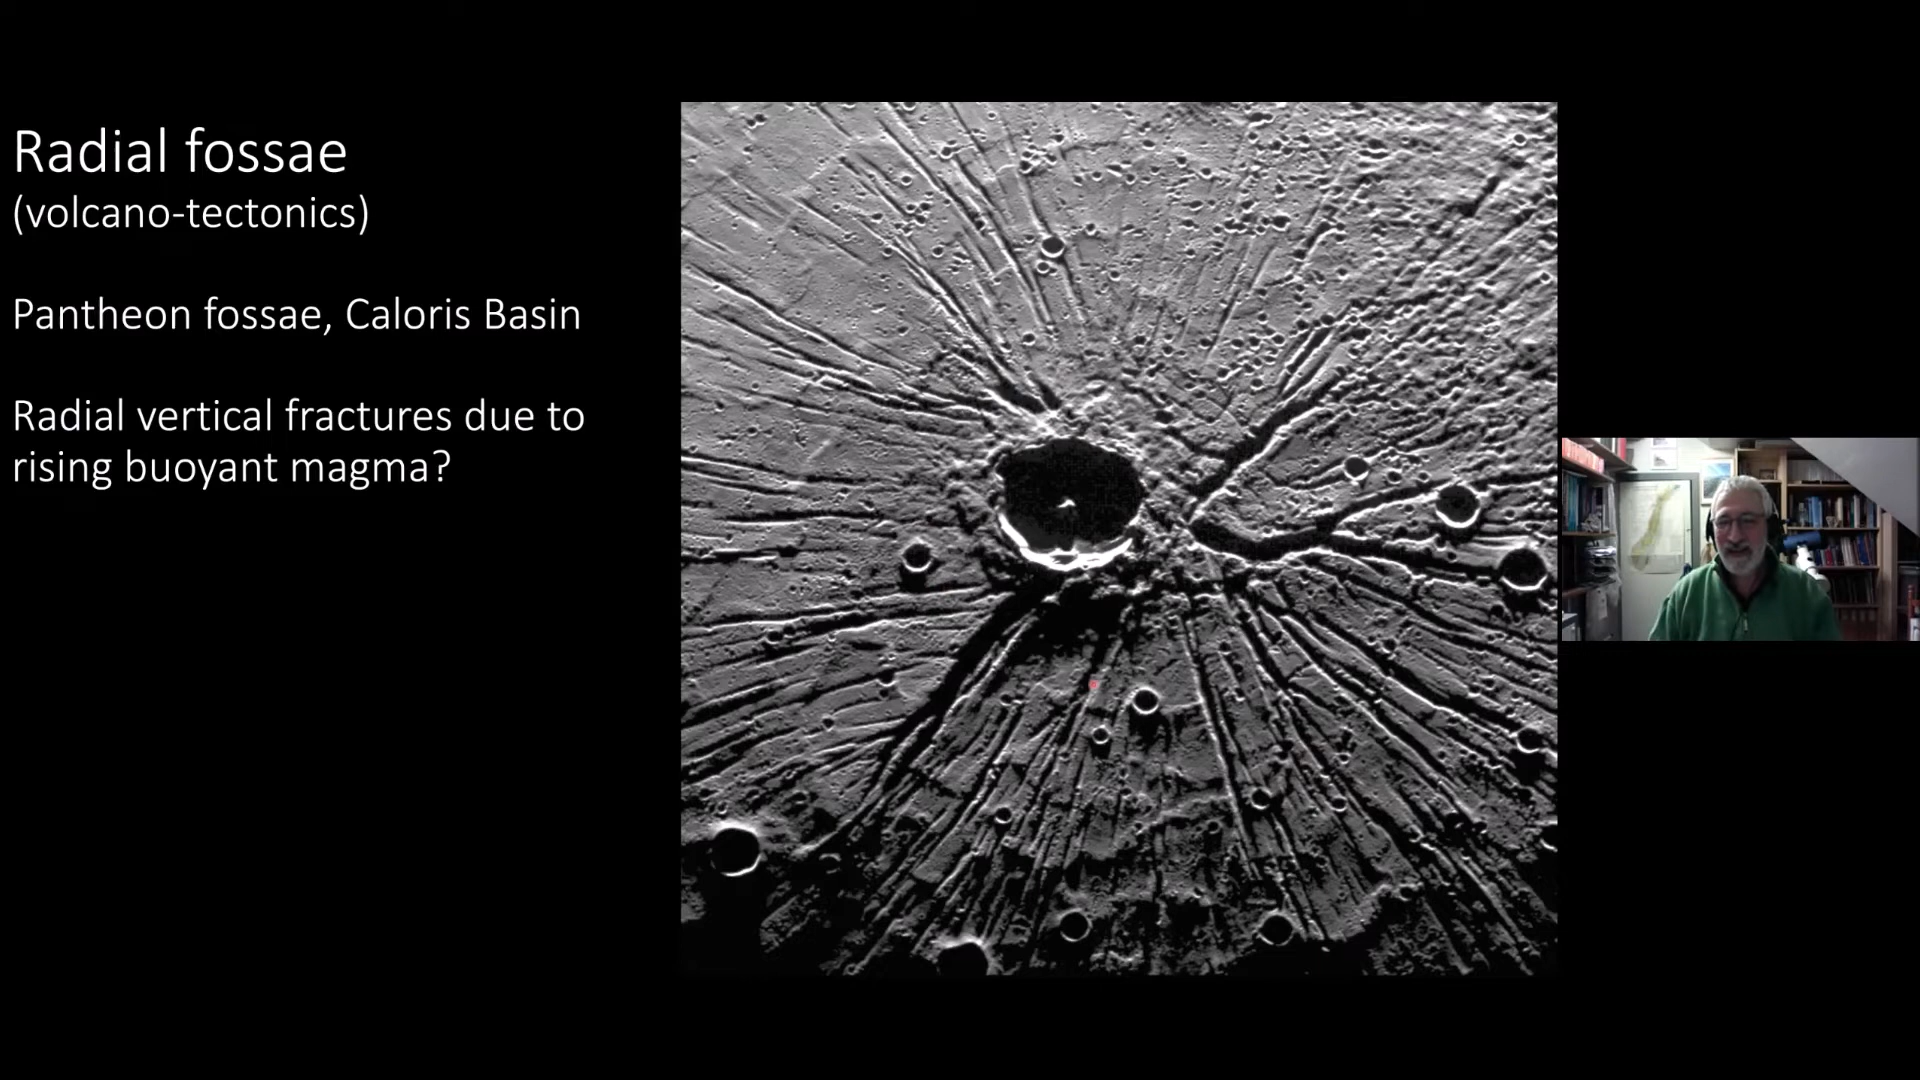 Radial fossae
(volcano-tectonics)
Pantheon fossae, Caloris Basin
Radial vertical fractures due to
rising buoyant magma?